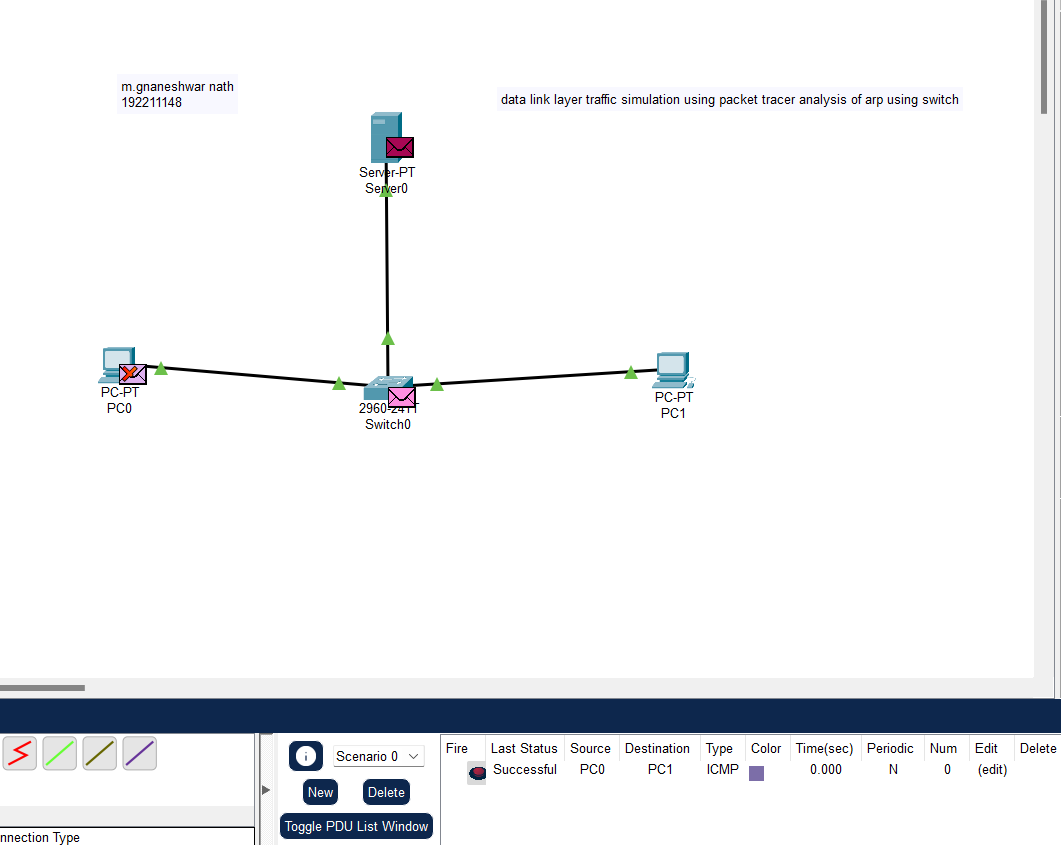 m.gnaneshwar nath
192211148
data link layer traffic simulation using packet tracer analysis of arp using switch
Server-PT
Server0
PC-PT
PC0
2960-24TT
Switch0
PC-PT
PC1
Scenario 0
New
Delete
Toggle PDU List Window
Fire Last Status Source Destination Type Color Time(sec) Periodic Num Edit Delete
Successful PC0 PC1 ICMP 0.000 N 0 (edit)
nnection Type